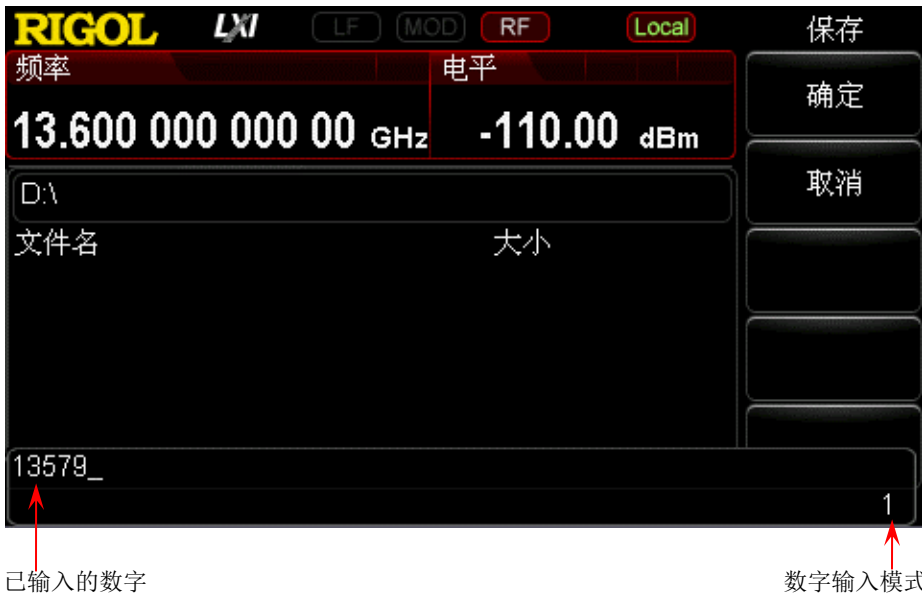 RIGOL LXI LF MOD RF Local 保存
频率 电平
确定
13.600 000 000 00 GHz -110.00 dBm
取消
D:\
文件名 大小
13579_
1
已输入的数字 数字输入模式